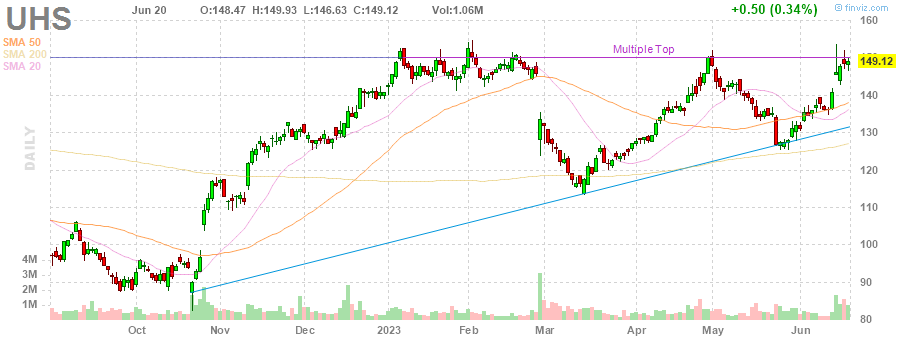 UHS Jun 20 O:148.47 H:149.93 L:146.63 C:149.12 Vol:1.06M +0.50 (0.34%) © finviz.com
160
SMA 50
SMA 200
SMA 20
Multiple Top
150
149.12
140
DAILY
130
120
110
100
4M
3M
2M
1M
90
80
Oct Nov Dec 2023 Feb Mar Apr May Jun